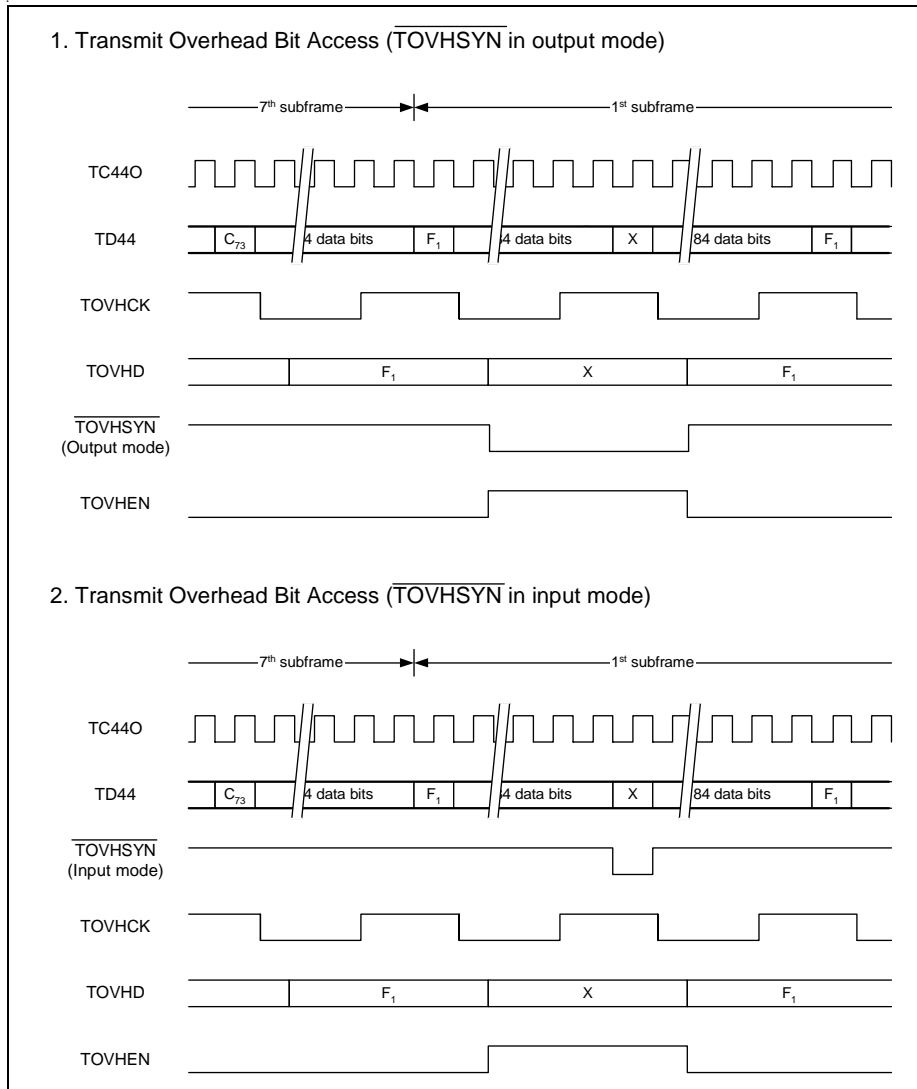 1. Transmit Overhead Bit Access (TOVHSYN in output mode)
7th subframe 1st subframe
TC44O
TD44 C73 4 data bits F1 84 data bits X 84 data bits F1
TOVHCK
TOVHD F1 X F1
TOVHSYN
(Output mode)
TOVHEN
2. Transmit Overhead Bit Access (TOVHSYN in input mode)
7th subframe 1st subframe
TC44O
TD44 C73 4 data bits F1 84 data bits X 84 data bits F1
TOVHSYN
(Input mode)
TOVHCK
TOVHD F1 X F1
TOVHEN